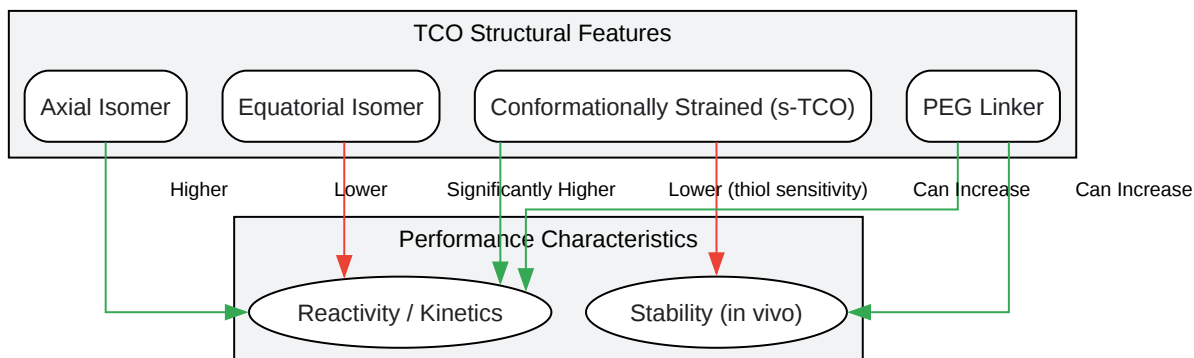 TCO Structural Features
Axial Isomer
Equatorial Isomer
Conformationally Strained (s-TCO)
PEG Linker
Higher
Lower
Significantly Higher
Lower (thiol sensitivity)
Can Increase
Can Increase
Performance Characteristics
Reactivity / Kinetics
Stability (in vivo)